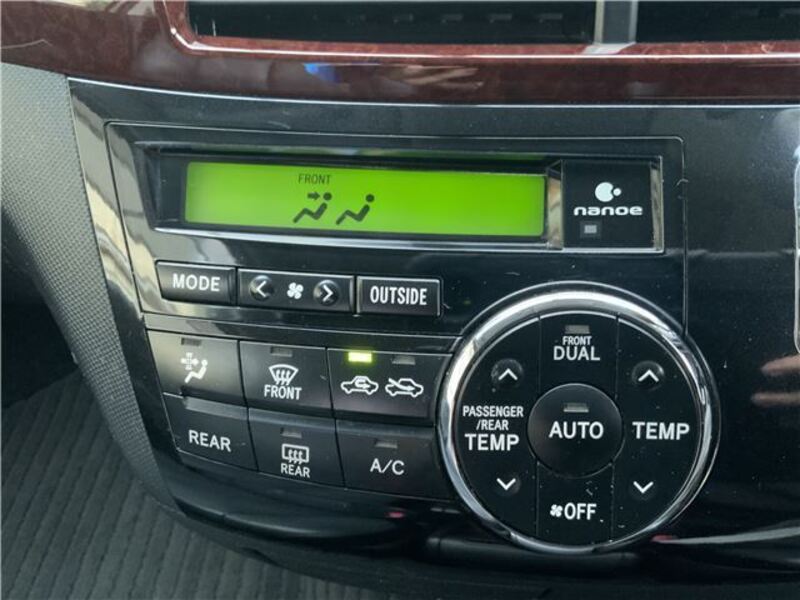 FRONT
nanoe
MODE
OUTSIDE
FRONT
DUAL
FRONT
PASSENGER
/REAR
TEMP
AUTO
TEMP
REAR
REAR
A/C
OFF